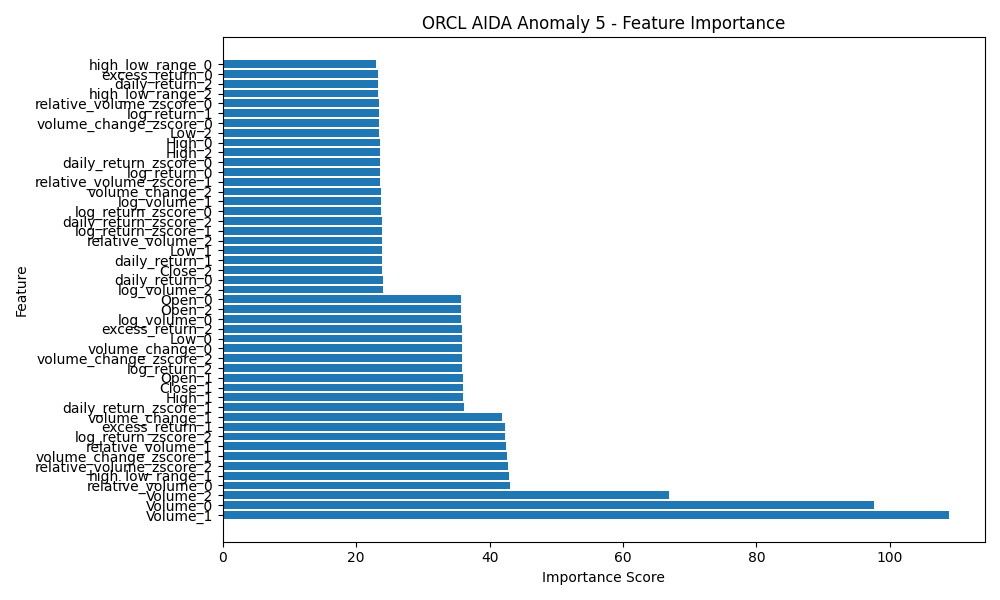 ORCL AIDA Anomaly 5 - Feature Importance
high_low_range_0
excess_return_0
daily_return_2
high_low_range_2
relative_volume_zscore_0
log_return_1
volume_change_zscore_0
Low_2
High_0
High_2
daily_return_zscore_0
log_return_0
relative_volume_zscore_1
volume_change_2
log_volume_1
log_return_zscore_0
daily_return_zscore_2
log_return_zscore_1
relative_volume_2
Low_1
daily_return_1
Close_2
daily_return_0
log_volume_2
Open_0
Open_2
log_volume_0
excess_return_2
Low_0
volume_change_0
volume_change_zscore_2
log_return_2
Open_1
Close_1
High_1
daily_return_zscore_1
volume_change_1
excess_return_1
log_return_zscore_2
relative_volume_1
volume_change_zscore_1
relative_volume_zscore_2
high_low_range_1
relative_volume_0
Volume_2
Volume_0
Volume_1
Feature
0 20 40 60 80 100
Importance Score